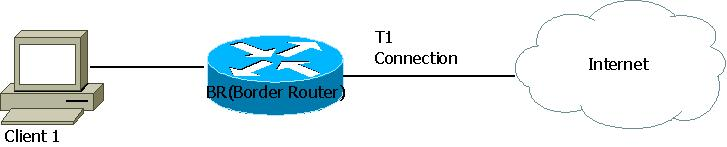 T1
Connection
Internet
BR(Border Router)
Client 1